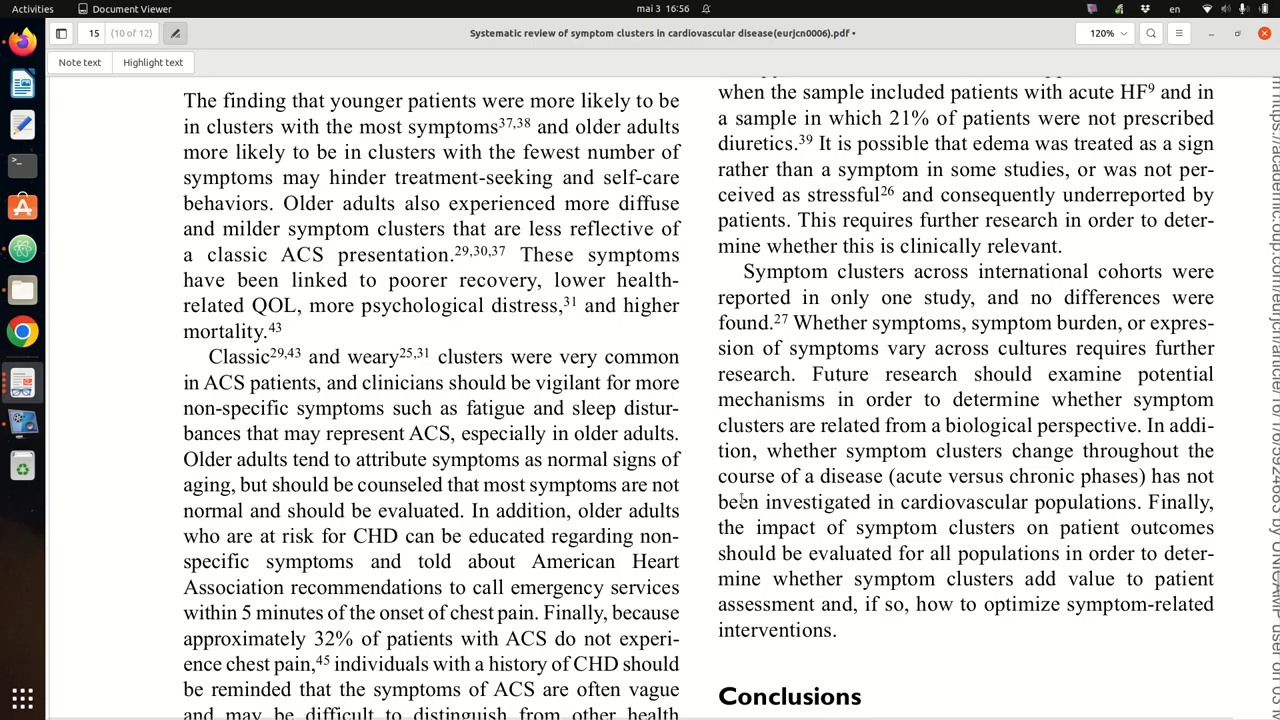 Activities
Document Viewer
mai 3 16:56
en
15
(10 of 12)
Systematic review of symptom clusters in cardiovascular disease(eurjcn0006).pdf •
120%
Note text
Highlight text
The finding that younger patients were more likely to be
in clusters with the most symptoms37,38 and older adults
more likely to be in clusters with the fewest number of
symptoms may hinder treatment-seeking and self-care
behaviors. Older adults also experienced more diffuse
and milder symptom clusters that are less reflective of
a classic ACS presentation.29,30,37 These symptoms
have been linked to poorer recovery, lower health-
related QOL, more psychological distress,31 and higher
mortality.43
Classic29,43 and weary25,31 clusters were very common
in ACS patients, and clinicians should be vigilant for more
non-specific symptoms such as fatigue and sleep distur-
bances that may represent ACS, especially in older adults.
Older adults tend to attribute symptoms as normal signs of
aging, but should be counseled that most symptoms are not
normal and should be evaluated. In addition, older adults
who are at risk for CHD can be educated regarding non-
specific symptoms and told about American Heart
Association recommendations to call emergency services
within 5 minutes of the onset of chest pain. Finally, because
approximately 32% of patients with ACS do not experi-
ence chest pain,45 individuals with a history of CHD should
be reminded that the symptoms of ACS are often vague
and may be difficult to distinguish from other health
when the sample included patients with acute HF9 and in
a sample in which 21% of patients were not prescribed
diuretics.39 It is possible that edema was treated as a sign
rather than a symptom in some studies, or was not per-
ceived as stressful26 and consequently underreported by
patients. This requires further research in order to deter-
mine whether this is clinically relevant.
Symptom clusters across international cohorts were
reported in only one study, and no differences were
found.27 Whether symptoms, symptom burden, or expres-
sion of symptoms vary across cultures requires further
research. Future research should examine potential
mechanisms in order to determine whether symptom
clusters are related from a biological perspective. In addi-
tion, whether symptom clusters change throughout the
course of a disease (acute versus chronic phases) has not
been investigated in cardiovascular populations. Finally,
the impact of symptom clusters on patient outcomes
should be evaluated for all populations in order to deter-
mine whether symptom clusters add value to patient
assessment and, if so, how to optimize symptom-related
interventions.
Conclusions